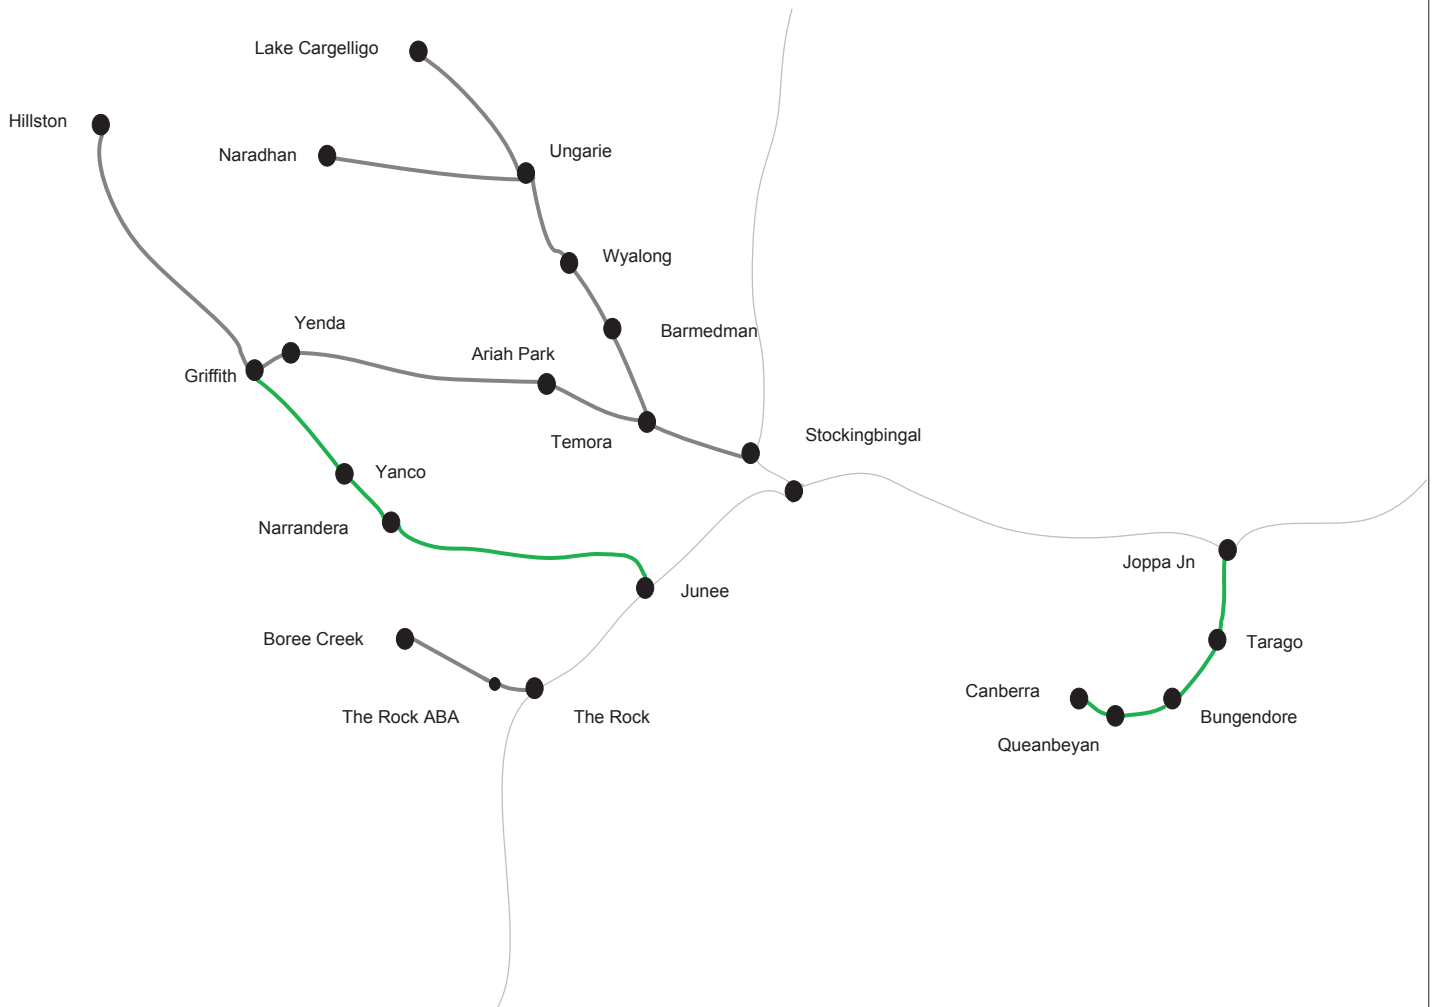 Lake Cargelligo
Hillston
Naradhan
Ungarie
Wyalong
Yenda
Barmedman
Ariah Park
Griffith
Stockingbingal
Temora
Yanco
Narrandera
Joppa Jn
Junee
Boree Creek
Tarago
Canberra
The Rock ABA
The Rock
Bungendore
Queanbeyan